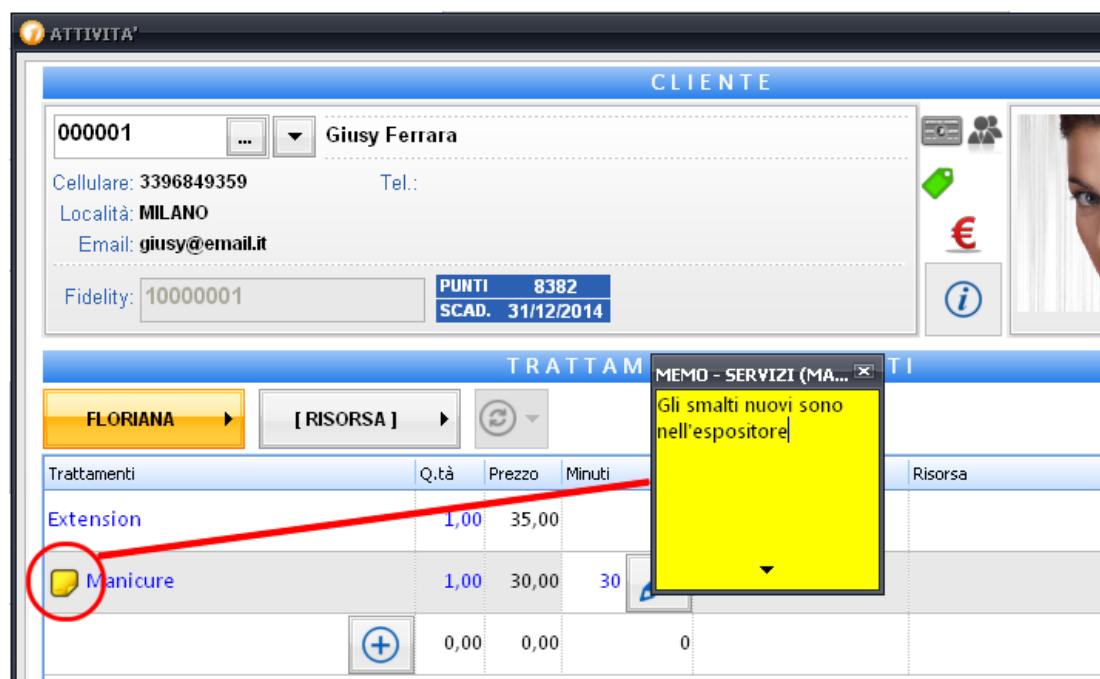 ATTIVITA'
CLIENTE
000001 ... Giusy Ferrara
Cellulare: 3396849359 Tel.:
Località: MILANO
Email: giusy@email.it
Fidelity: 10000001
PUNTI 8382
SCAD. 31/12/2014
TRATTAM TI
FLORIANA [ RISORSA ]
MEMO - SERVIZI (MA...
Gli smalti nuovi sono
nell'espositore
Trattamenti Q.tà Prezzo Minuti Risorsa
Extension 1,00 35,00
Manicure 1,00 30,00 30
0,00 0,00 0